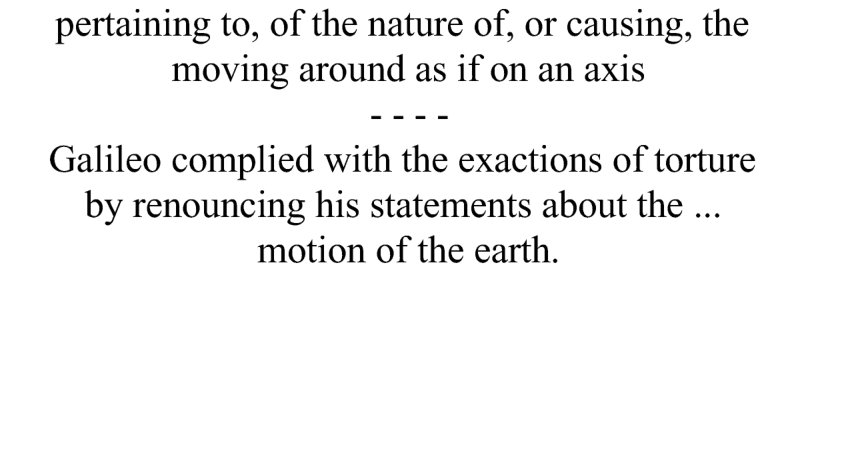 pertaining to, of the nature of, or causing, the
moving around as if on an axis
- - - -
Galileo complied with the exactions of torture
by renouncing his statements about the ...
motion of the earth.